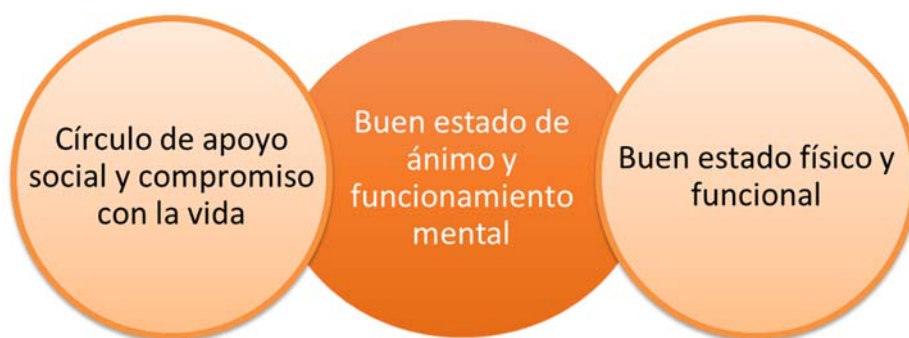 Círculo de apoyo
social y compromiso
con la vida
Buen estado de
ánimo y
funcionamiento
mental
Buen estado físico y
funcional